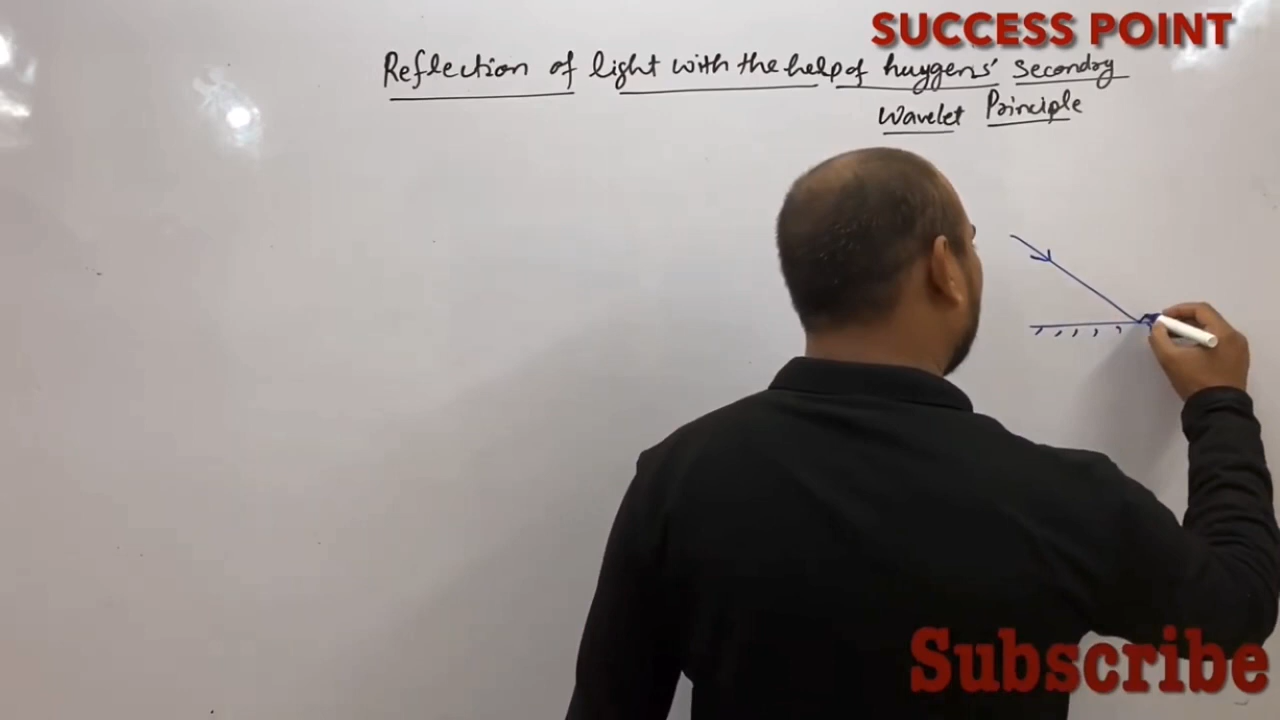 SUCCESS POINT
Reflection of light with the help of huygens' Secondry
Wavelet Principle
Subscribe